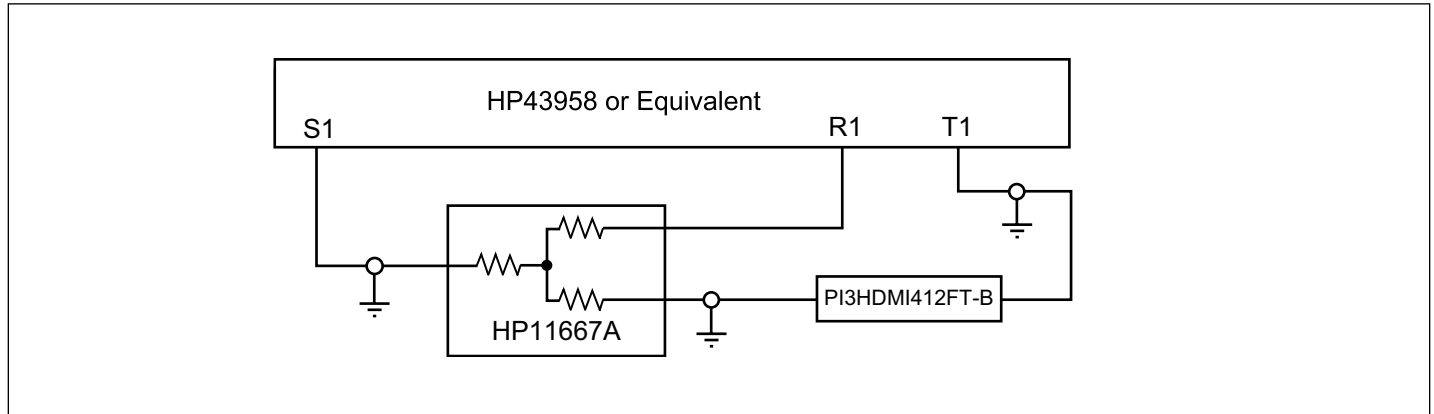 HP43958 or Equivalent
S1
R1
T1
HP11667A
PI3HDMI412FT-B